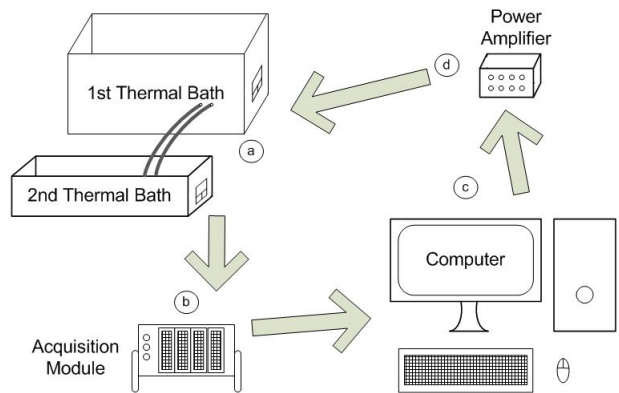 Power
Amplifier
d
1st Thermal Bath
a
2nd Thermal Bath
c
Computer
b
Acquisition
Module